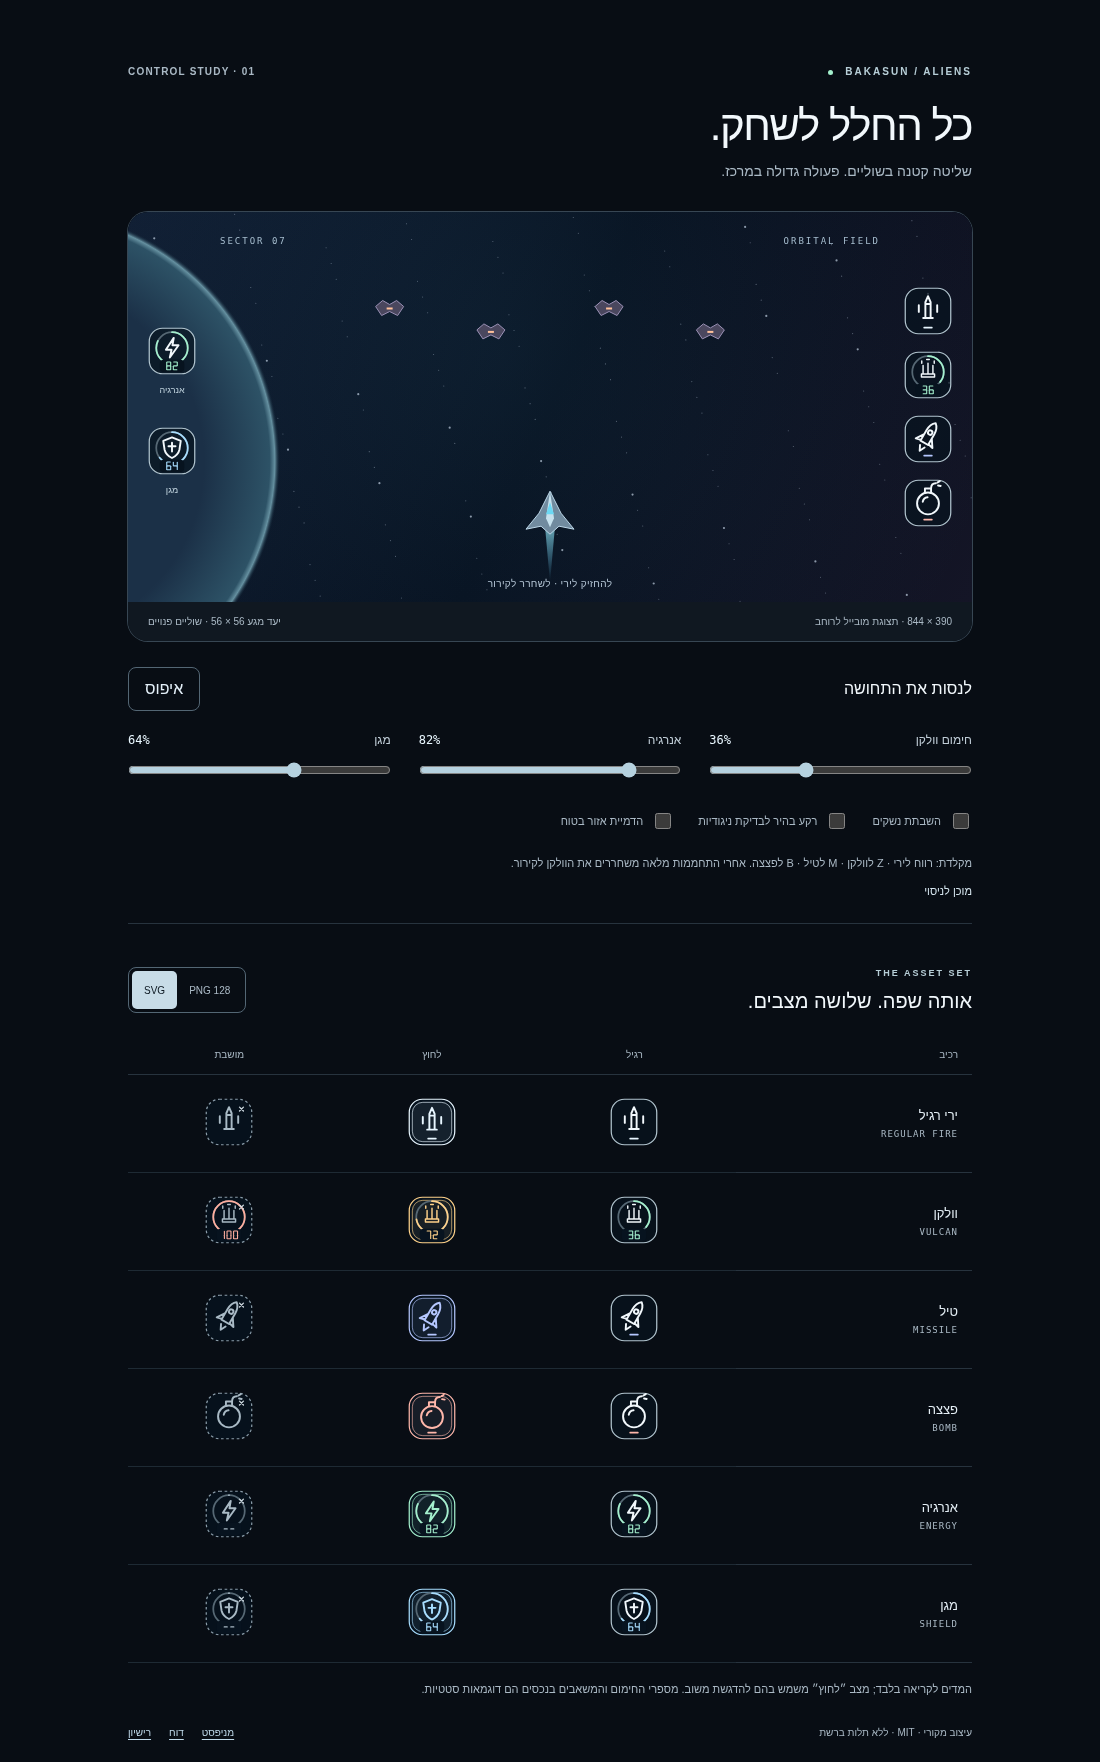 BAKASUN / ALIENS
CONTROL STUDY · 01
כל החלל לשחק.
שליטה קטנה בשוליים. פעולה גדולה במרכז.
ORBITAL FIELD
SECTOR 07
82
אנרגיה
64
מגן
36
להחזיק לירי · לשחרר לקירור
844 × 390 · תצוגת מובייל לרוחב
יעד מגע 56 × 56 · שוליים פנויים
לנסות את התחושה
איפוס
חימום וולקן 36%
אנרגיה 82%
מגן 64%
השבתת נשקים
רקע בהיר לבדיקת ניגודיות
הדמיית אזור בטוח
מקלדת: רווח לירי · Z לוולקן · M לטיל · B לפצצה. אחרי התחממות מלאה משחררים את הוולקן לקירור.
מוכן לניסוי
THE ASSET SET
אותה שפה. שלושה מצבים.
SVG PNG 128
רכיב רגיל לחוץ מושבת
ירי רגיל
REGULAR FIRE
וולקן
VULCAN
36 72 100
טיל
MISSILE
פצצה
BOMB
אנרגיה
ENERGY
82 82 --
מגן
SHIELD
64 64 --
המדים לקריאה בלבד; מצב ״לחוץ״ משמש בהם להדגשת משוב. מספרי החימום והמשאבים בנכסים הם דוגמאות סטטיות.
עיצוב מקורי · MIT · ללא תלות ברשת
מניפסט דוח רישיון